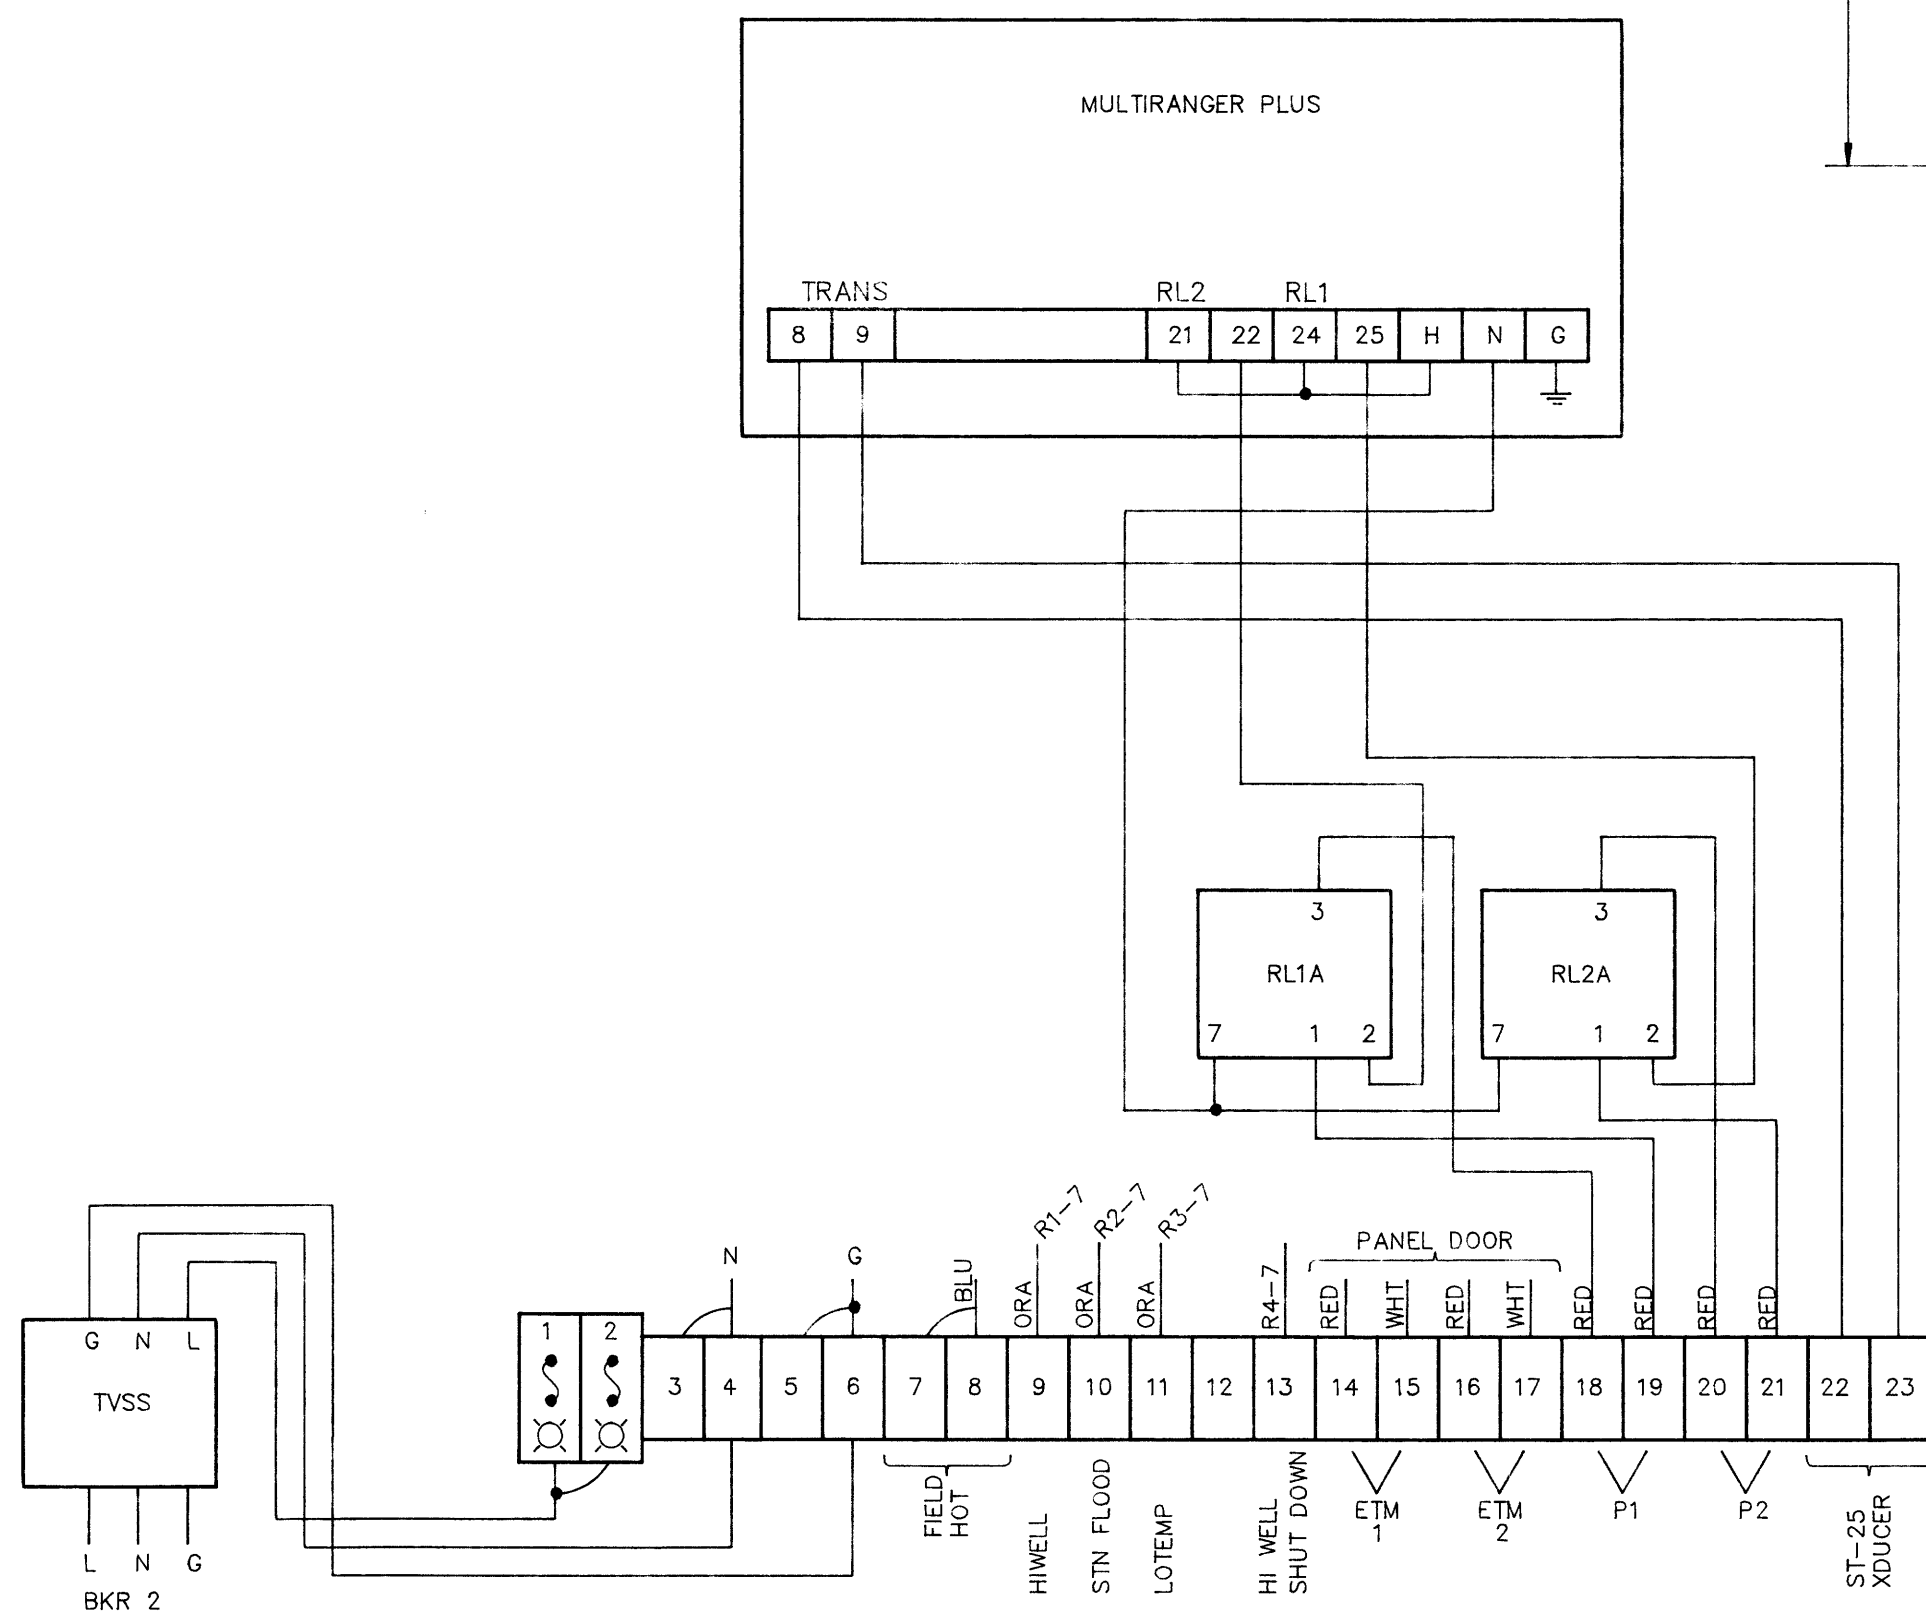 MULTIRANGER PLUS
TRANS RL2 RL1
8 9 21 22 24 25 H N G
3 3
RL1A RL2A
7 1 2 7 1 2
R1-7 R2-7 R3-7
N G PANEL DOOR
BLU ORA ORA ORA R4-7 RED WHT RED WHT RED RED RED RED
G N L
TVSS
1 2
3 4 5 6 7 8 9 10 11 12 13 14 15 16 17 18 19 20 21 22 23
FIELD
HOT
HIWELL
STN FLOOD
LOTEMP
HI WELL
SHUT DOWN
ETM
1
ETM
2
P1
P2
ST-25
XDUCER
L N G
BKR 2